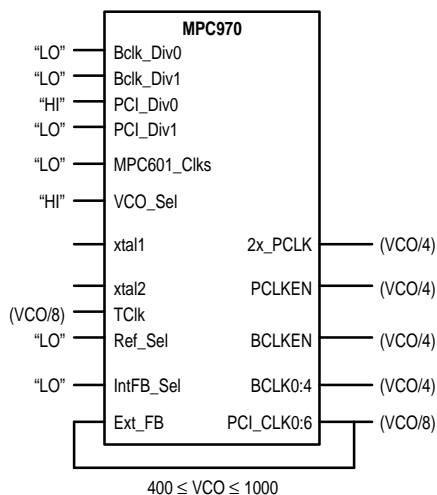 MPC970
“LO” Bclk_Div0
“LO” Bclk_Div1
“HI” PCI_Div0
“LO” PCI_Div1
“LO” MPC601_Clks
“HI” VCO_Sel
xtal1 2x_PCLK (VCO/4)
xtal2 PCLKEN (VCO/4)
(VCO/8) TClk
“LO” Ref_Sel BCLKEN (VCO/4)
“LO” IntFB_Sel BCLK0:4 (VCO/4)
Ext_FB PCI_CLK0:6 (VCO/8)
400 ≤ VCO ≤ 1000